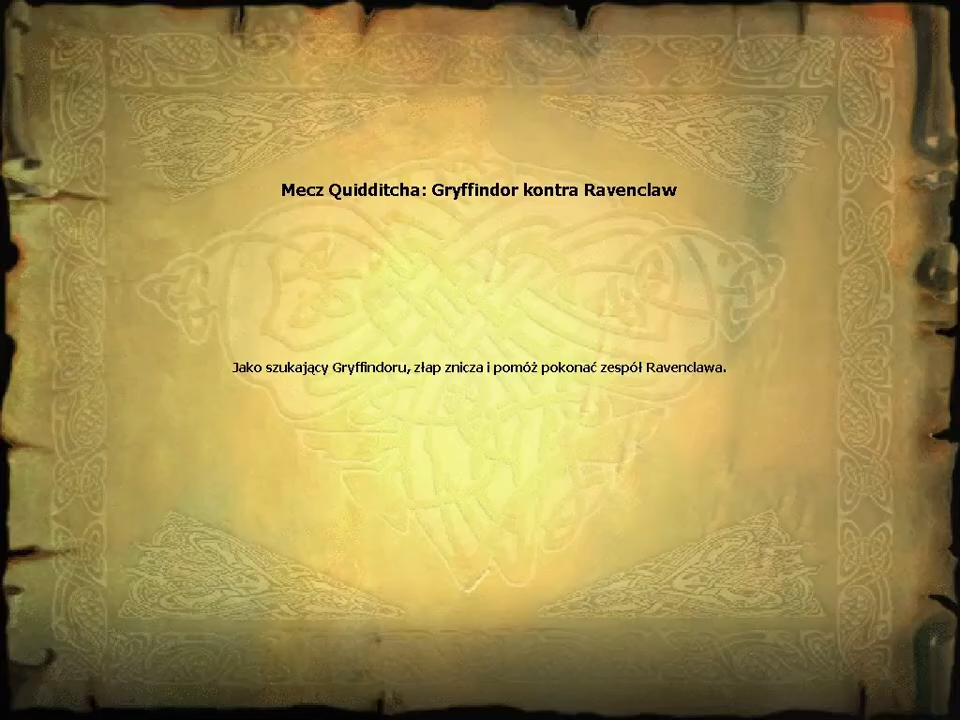 Mecz Quidditcha: Gryffindor kontra Ravenclaw
Jako szukający Gryffindoru, złap znicza i pomóż pokonać zespół Ravenclawa.